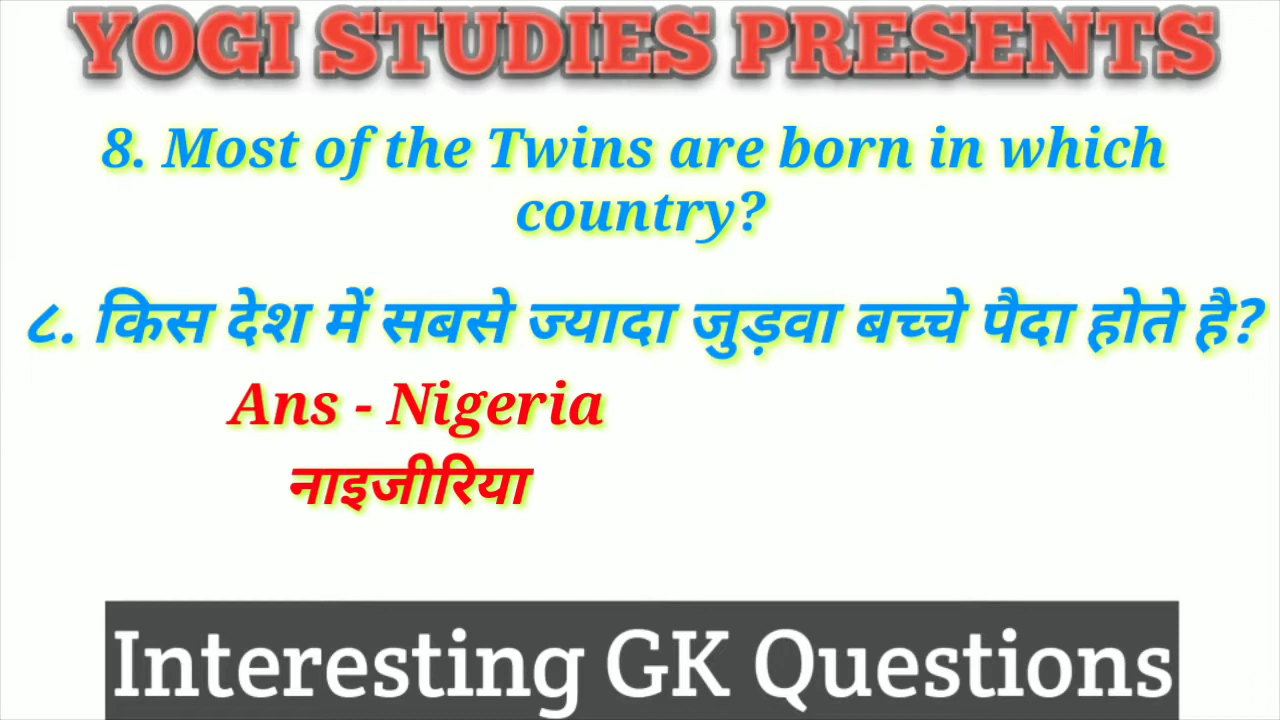 YOGI STUDIES PRESENTS
8. Most of the Twins are born in which
country?
८. किस देश में सबसे ज्यादा जुड़वा बच्चे पैदा होते है?
Ans - Nigeria
नाइजीरिया
Interesting GK Questions